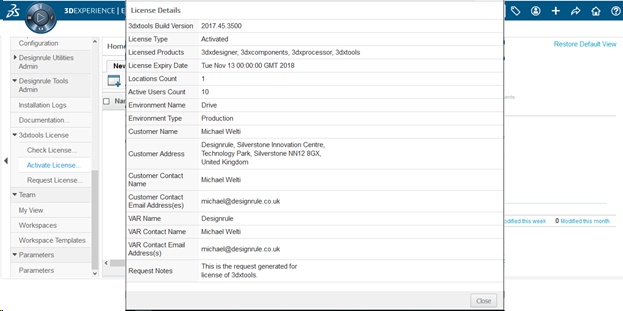 3DEXPERIENCE | E
License Details
3dxtools Build Version 2017.45.3500
License Type Activated
Licensed Products 3dxdesigner, 3dxcomponents, 3dxprocessor, 3dxtools
License Expiry Date Tue Nov 13 00:00:00 GMT 2018
Locations Count 1
Active Users Count 10
Environment Name Drive
Environment Type Production
Customer Name Michael Welti
Customer Address Designrule, Silverstone Innovation Centre,
Technology Park, Silverstone NN12 8GX,
United Kingdom
Customer Contact
Name Michael Welti
Customer Contact
Email Address(es) michael@designrule.co.uk
VAR Name Designrule
VAR Contact Name Michael Welti
VAR Contact Email
Address(s) michael@designrule.co.uk
Request Notes This is the request generated for
license of 3dxtools.
Close
Configuration
Designrule Utilities
Admin
Designrule Tools
Admin
Installation Logs
Documentation...
3dxtools License
Check License...
Activate License...
Request License...
Team
My View
Workspaces
Workspace Templates
Parameters
Parameters
Home
New
Nar
Restore Default View
odified this week 0 Modified this month